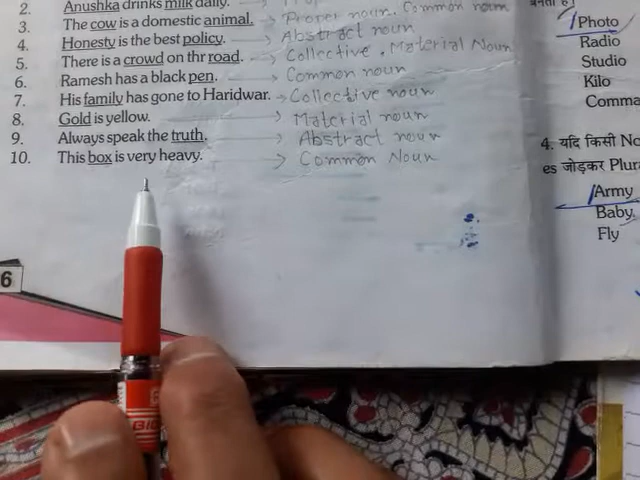 2. Anushka drinks milk daily.
3. The cow is a domestic animal. → Proper noun. Common noun
4. Honesty is the best policy. → Abstract noun
5. There is a crowd on thr road. → Collective, Material Noun
6. Ramesh has a black pen. → Common noun
7. His family has gone to Haridwar. → Collective noun
8. Gold is yellow. → Material noun
9. Always speak the truth. → Abstract noun
10. This box is very heavy. → Common Noun
6
Photo
Radio
Studio
Kilo
Comma
4. यदि किसी No
es जोड़कर Plur
Army
Baby
Fly